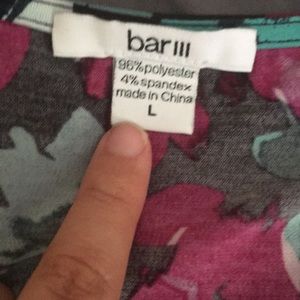 bar III
96%polyester
4%spandex
made in China
L